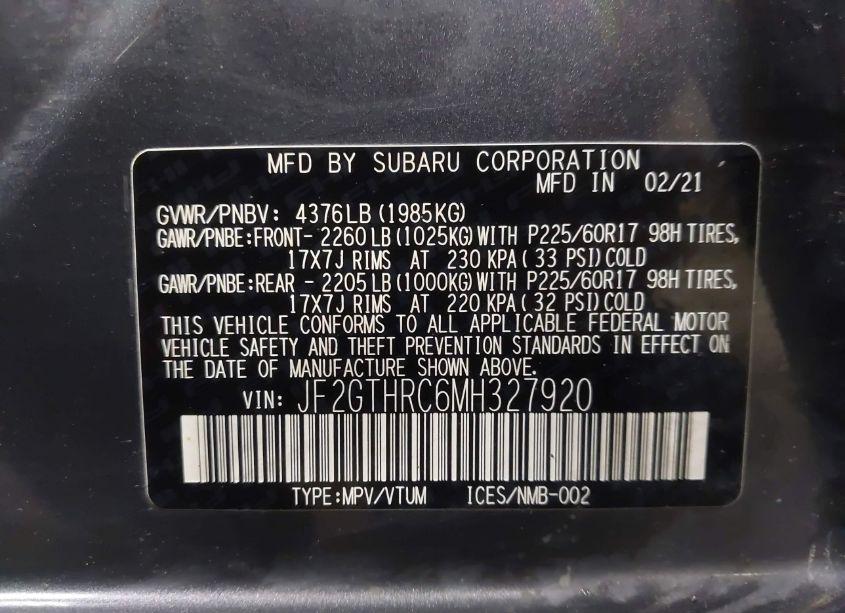 MFD BY SUBARU CORPORATION
MFD IN 02/21
GVWR/PNBV: 4376LB (1985KG)
GAWR/PNBE:FRONT- 2260LB (1025KG) WITH P225/60R17 98H TIRES,
17X7J RIMS AT 230 KPA( 33 PSI) COLD
GAWR/PNBE:REAR - 2205LB (1000KG) WITH P225/60R17 98H TIRES,
17X7J RIMS AT 220 KPA( 32 PSI) COLD
THIS VEHICLE CONFORMS TO ALL APPLICABLE FEDERAL MOTOR
VEHICLE SAFETY AND THEFT PREVENTION STANDARDS IN EFFECT ON
THE DATE OF MANUFACTURE SHOWN ABOVE.
VIN: JF2GTHRC6MH327920
TYPE:MPV/VTUM ICES/NMB-002